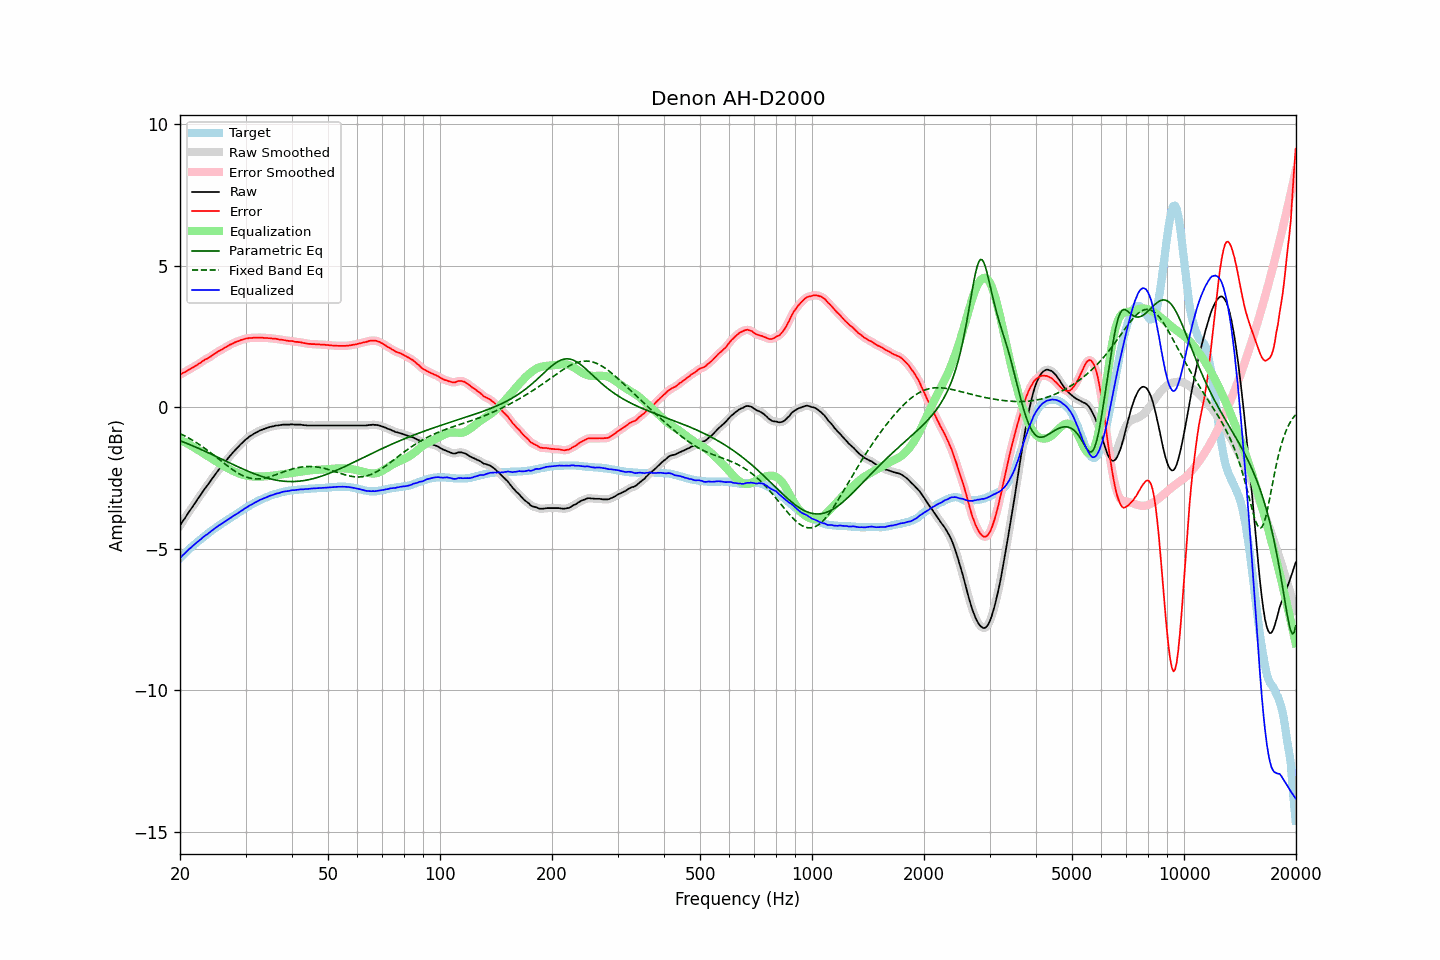 Denon AH-D2000
Target
Raw Smoothed
Error Smoothed
Raw
Error
Equalization
Parametric Eq
Fixed Band Eq
Equalized
Amplitude (dBr)
10
5
0
−5
−10
−15
20 50 100 200 500 1000 2000 5000 10000 20000
Frequency (Hz)